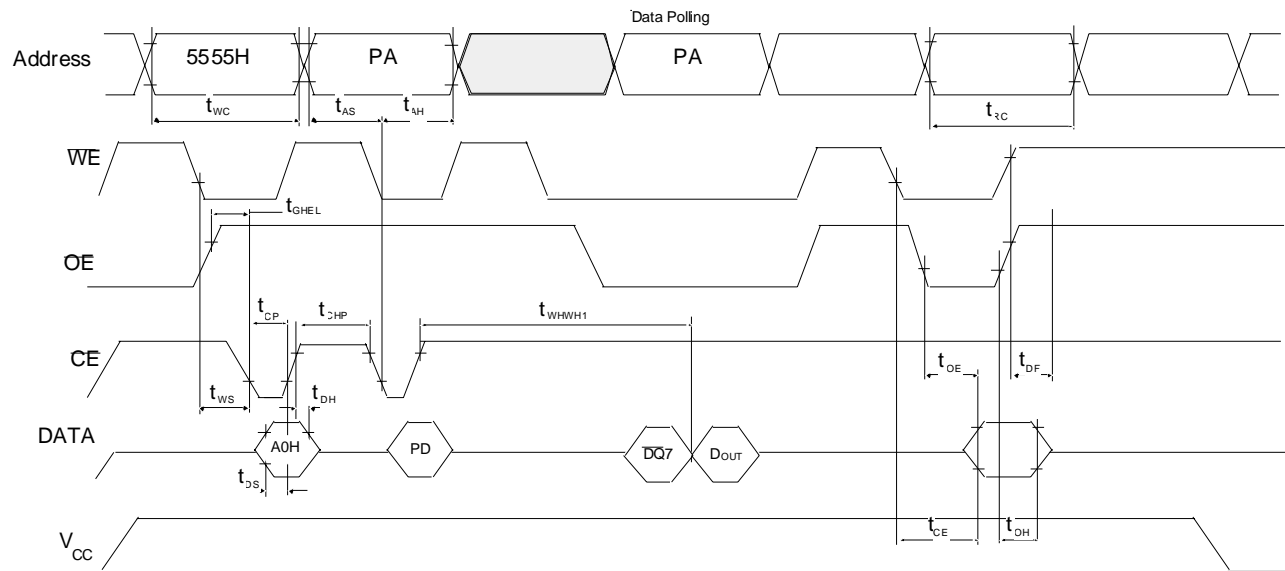 Data Polling
Address 5555H PA PA
tWC tAS tAH tRC
WE
tGHEL
OE
tCP tCHP tWHWH1
CE
tWS tDH tOE tDF
DATA A0H PD DQ7 DOUT
tDS
VCC tCE tOH